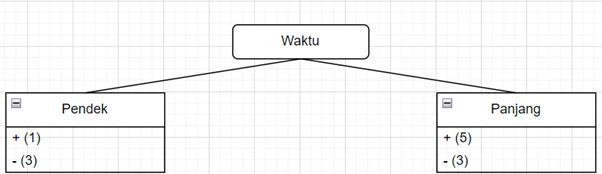 Waktu
Pendek
+ (1)
- (3)
Panjang
+ (5)
- (3)